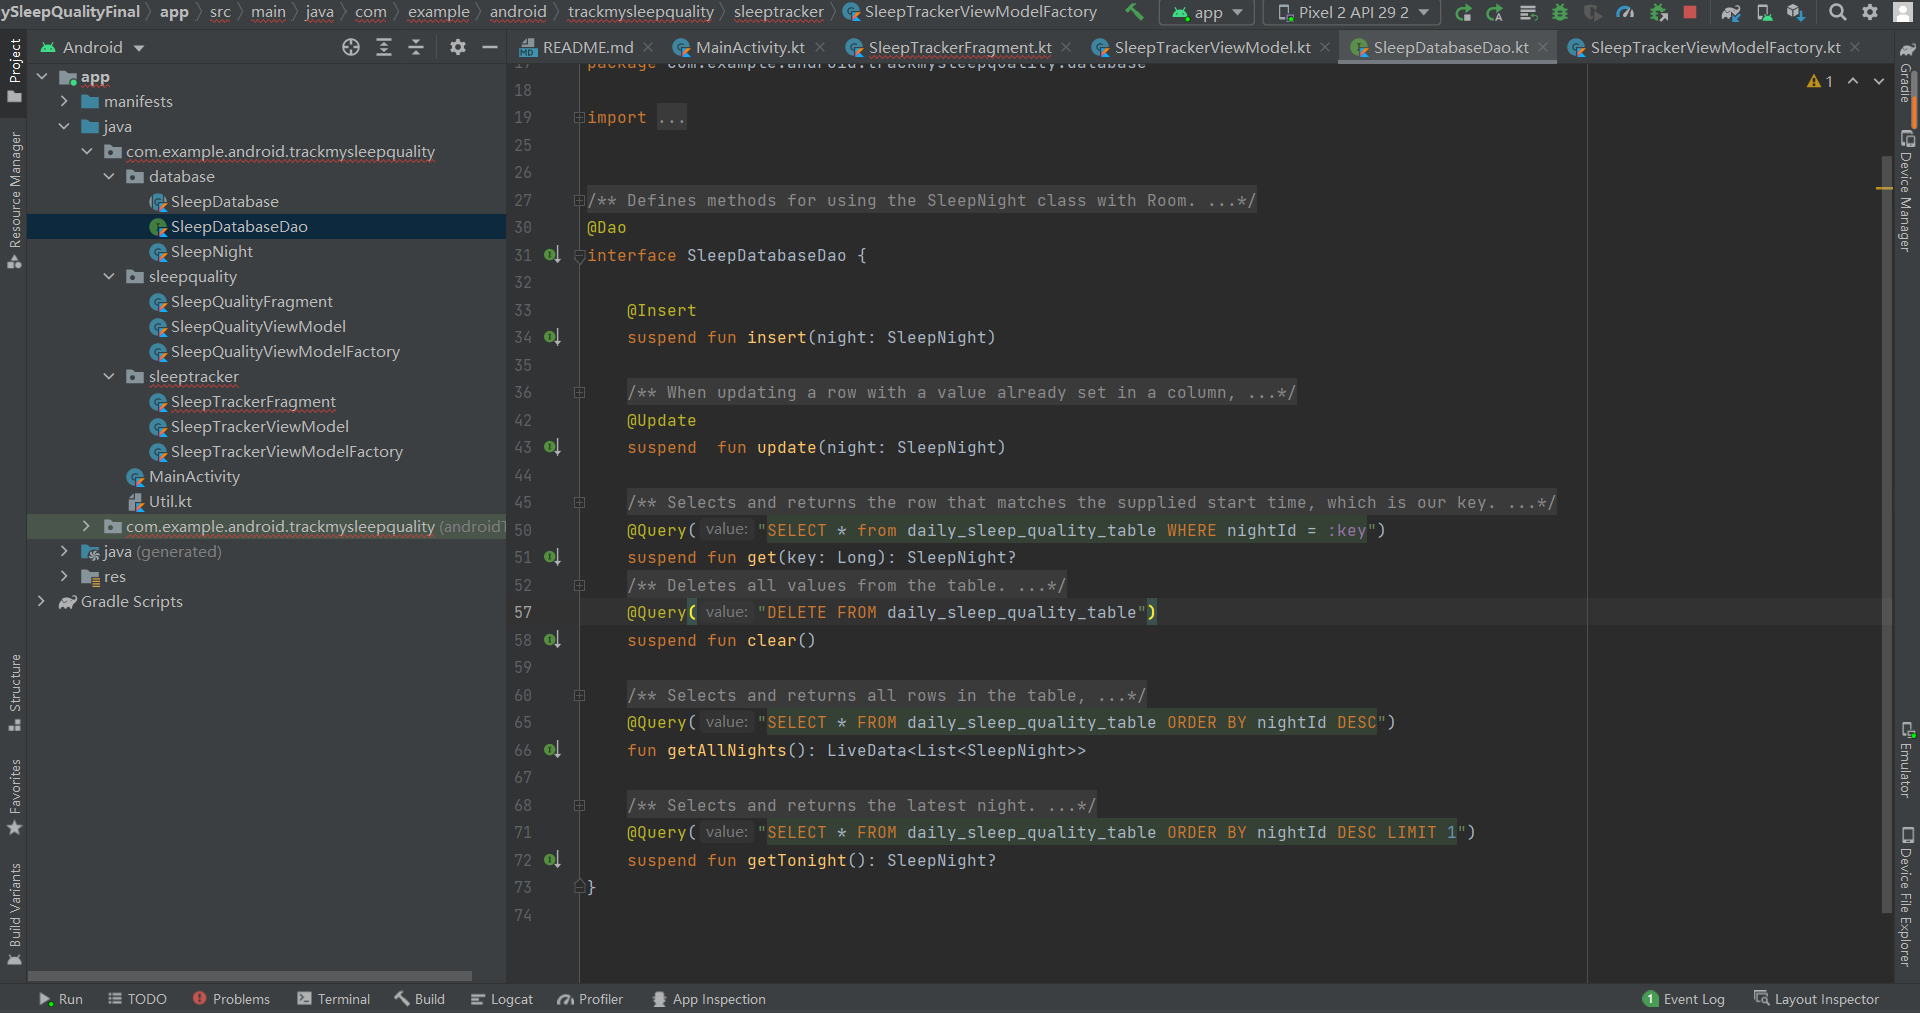 ySleepQualityFinal app src main java com example android trackmysleepquality sleeptracker SleepTrackerViewModelFactory app Pixel 2 API 29 2
Project
Android
README.md MainActivity.kt SleepTrackerFragment.kt SleepTrackerViewModel.kt SleepDatabaseDao.kt SleepTrackerViewModelFactory.kt
app
manifests
java
com.example.android.trackmysleepquality
database
SleepDatabase
SleepDatabaseDao
SleepNight
sleepquality
SleepQualityFragment
SleepQualityViewModel
SleepQualityViewModelFactory
sleeptracker
SleepTrackerFragment
SleepTrackerViewModel
SleepTrackerViewModelFactory
MainActivity
Util.kt
com.example.android.trackmysleepquality (androidT
java (generated)
res
Gradle Scripts
Resource Manager
Structure
Favorites
Build Variants
17 package com.example.android.trackmysleepquality.database
18
19 import ...
25
26
27 /** Defines methods for using the SleepNight class with Room. ...*/
30 @Dao
31 interface SleepDatabaseDao {
32
33 @Insert
34 suspend fun insert(night: SleepNight)
35
36 /** When updating a row with a value already set in a column, ...*/
42 @Update
43 suspend  fun update(night: SleepNight)
44
45 /** Selects and returns the row that matches the supplied start time, which is our key. ...*/
50 @Query( value: "SELECT * from daily_sleep_quality_table WHERE nightId = :key")
51 suspend fun get(key: Long): SleepNight?
52 /** Deletes all values from the table. ...*/
57 @Query( value: "DELETE FROM daily_sleep_quality_table")
58 suspend fun clear()
59
60 /** Selects and returns all rows in the table, ...*/
65 @Query( value: "SELECT * FROM daily_sleep_quality_table ORDER BY nightId DESC")
66 fun getAllNights(): LiveData<List<SleepNight>>
67
68 /** Selects and returns the latest night. ...*/
71 @Query( value: "SELECT * FROM daily_sleep_quality_table ORDER BY nightId DESC LIMIT 1")
72 suspend fun getTonight(): SleepNight?
73 }
74
1
Gradle
Device Manager
Emulator
Device File Explorer
Run TODO Problems Terminal Build Logcat Profiler App Inspection 1 Event Log Layout Inspector